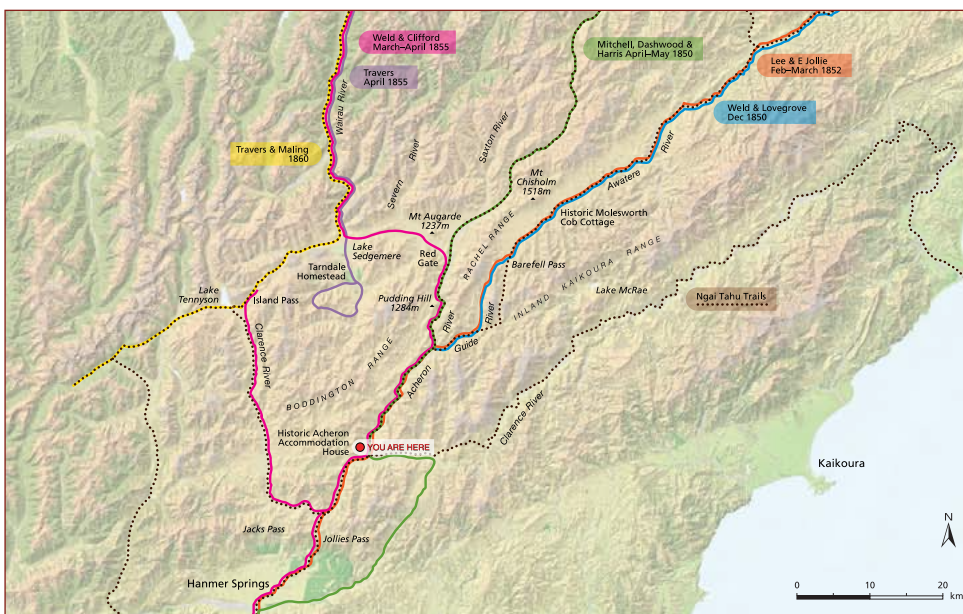 Weld & Clifford
March–April 1855
Travers
April 1855
Mitchell, Dashwood &
Harris April–May 1850
Lee & E Jollie
Feb–March 1852
Weld & Lovegrove
Dec 1850
Travers & Maling
1860
Wairau River
Severn River
Saxton River
Mt
Chisholm
1518m
Awatere River
Mt Augarde
1237m
Historic Molesworth
Cob Cottage
RACHEL RANGE
Lake
Sedgemere
Red
Gate
Barefell Pass
INLAND KAIKOURA RANGE
Tarndale
Homestead
Lake
Tennyson
Island Pass
Pudding Hill
1284m
Lake McRae
Ngai Tahu Trails
Guide River
Clarence River
BODDINGTON RANGE
Acheron River
Clarence River
Historic Acheron
Accommodation
House
YOU ARE HERE
Kaikoura
Jacks Pass
Jollies Pass
Hanmer Springs
N
0 10 20
km